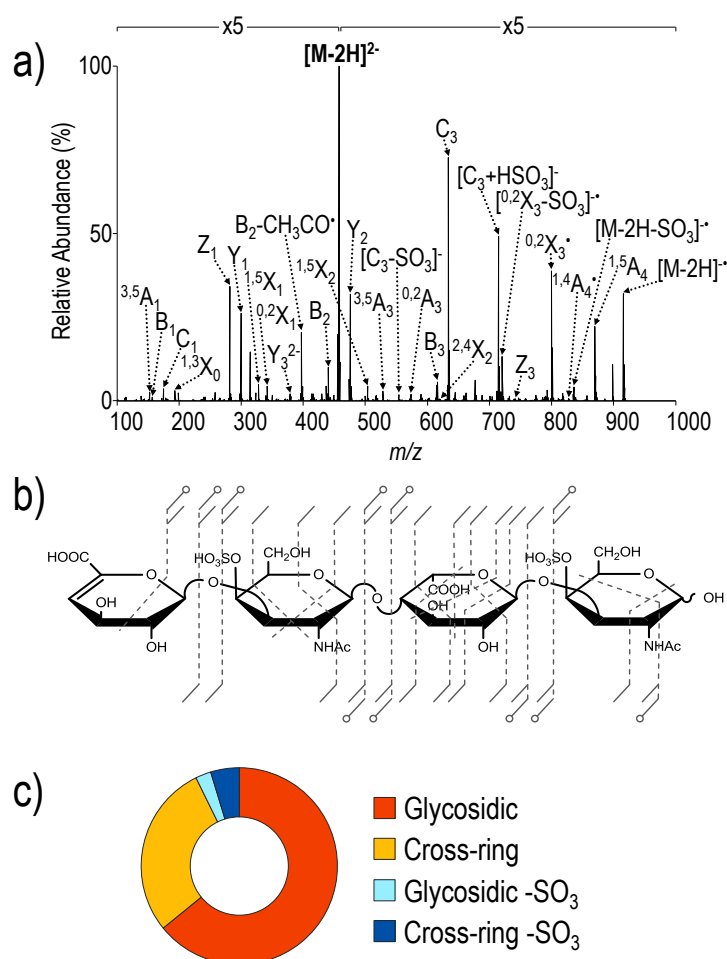 x5 x5
a)
[M-2H]²⁻
Relative Abundance (%)
100
50
0
C₃
[C₃+HSO₃]⁻
[⁰,²X₃-SO₃]⁻•
B₂-CH₃CO•
Y₂
⁰,²X₃•
[M-2H-SO₃]⁻•
Z₁
Y₁
¹,⁵X₁
¹,⁵X₂
[C₃-SO₃]⁻
¹,⁴A₄•
¹,⁵A₄
[M-2H]⁻•
³,⁵A₁
B₁
C₁
¹,³X₀
⁰,²X₁
Y₃²⁻
B₂
³,⁵A₃
⁰,²A₃
B₃
²,⁴X₂
Z₃
100 200 300 400 500 600 700 800 900 1000
m/z
b)
HOOC O OH OH O
HO₃SO CH₂OH O NHAc O
COOH OH O OH O
HO₃SO CH₂OH O NHAc OH
c)
Glycosidic
Cross-ring
Glycosidic -SO₃
Cross-ring -SO₃